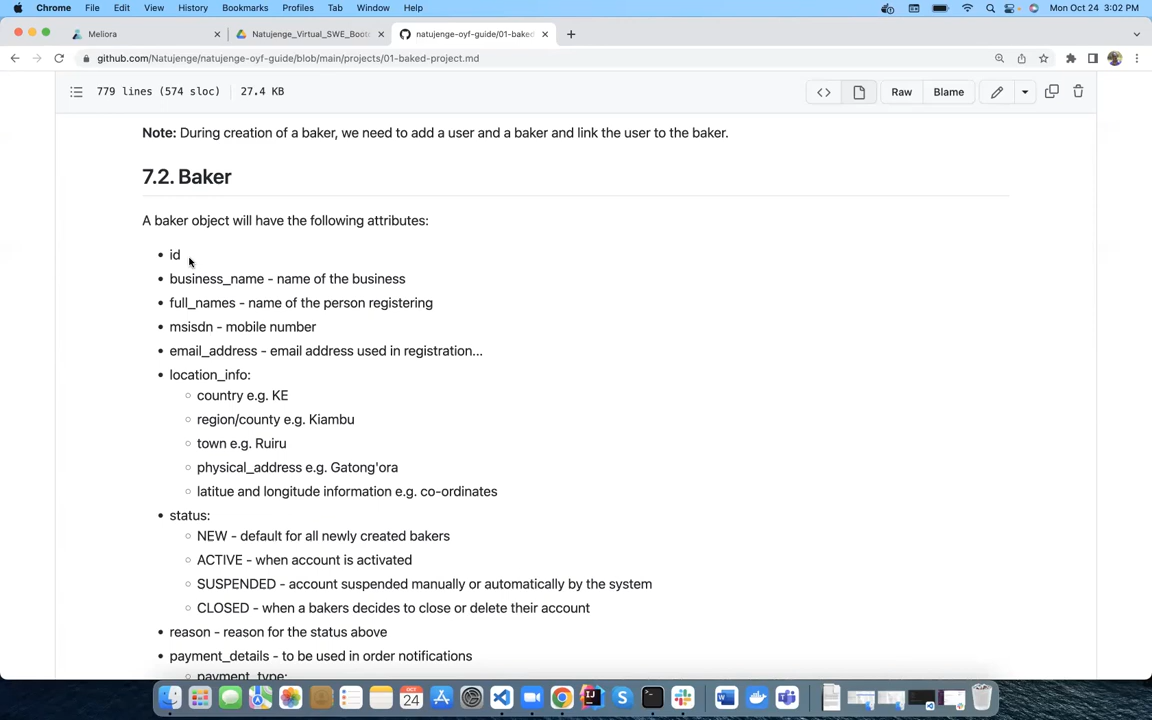 Chrome File Edit View History Bookmarks Profiles Tab Window Help Mon Oct 24 3:02 PM
Meliora Natujenge_Virtual_SWE_Boot natujenge-oyf-guide/01-baked
github.com/Natujenge/natujenge-oyf-guide/blob/main/projects/01-baked-project.md
779 lines (574 sloc) 27.4 KB Raw Blame
Note: During creation of a baker, we need to add a user and a baker and link the user to the baker.
7.2. Baker
A baker object will have the following attributes:
• id
• business_name - name of the business
• full_names - name of the person registering
• msisdn - mobile number
• email_address - email address used in registration...
• location_info:
◦ country e.g. KE
◦ region/county e.g. Kiambu
◦ town e.g. Ruiru
◦ physical_address e.g. Gatong'ora
◦ latitue and longitude information e.g. co-ordinates
• status:
◦ NEW - default for all newly created bakers
◦ ACTIVE - when account is activated
◦ SUSPENDED - account suspended manually or automatically by the system
◦ CLOSED - when a bakers decides to close or delete their account
• reason - reason for the status above
• payment_details - to be used in order notifications
◦ payment_type:
OCT
24